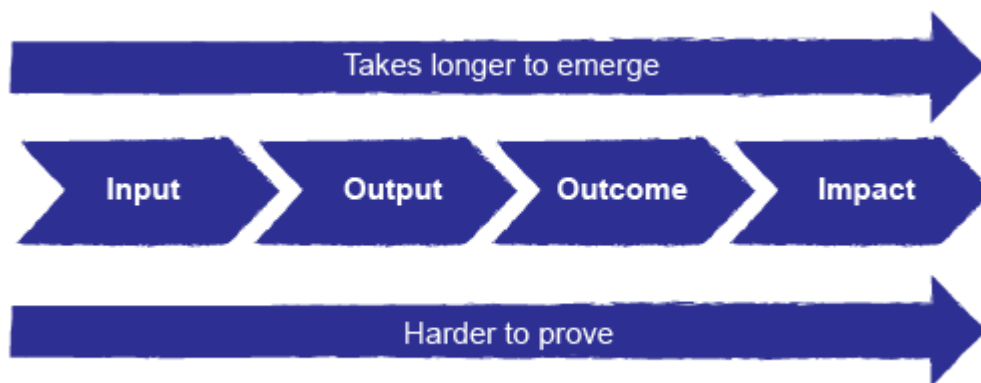 Takes longer to emerge
Input Output Outcome Impact
Harder to prove